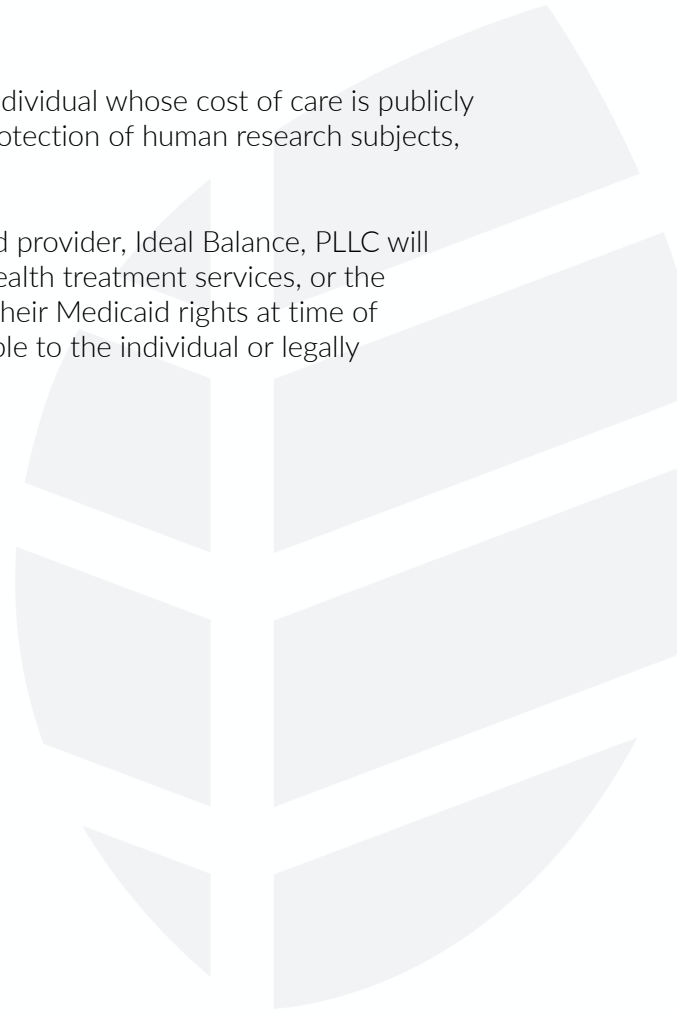 dividual whose cost of care is publicly
otection of human research subjects,
d provider, Ideal Balance, PLLC will
ealth treatment services, or the
heir Medicaid rights at time of
ble to the individual or legally